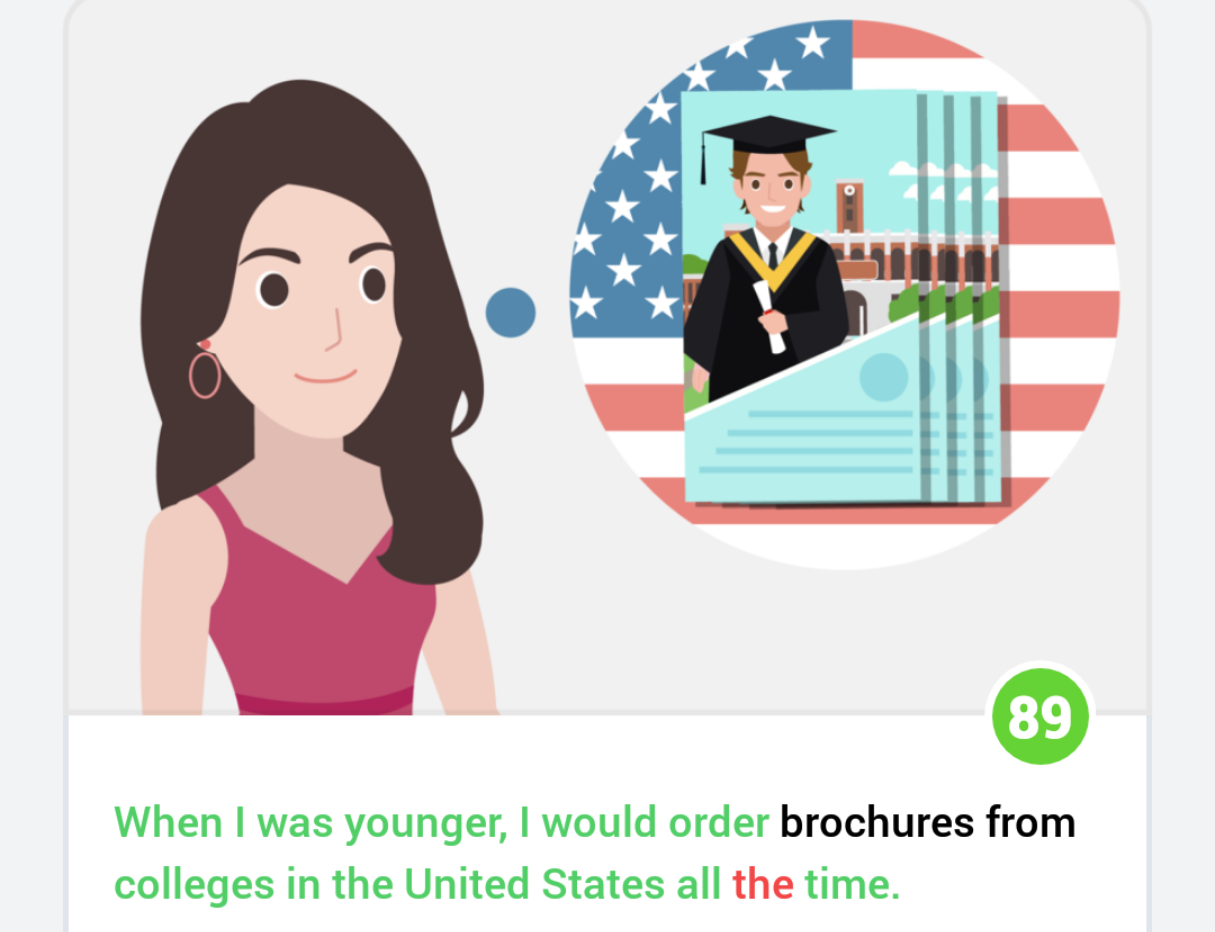 89
When I was younger, I would order brochures from
colleges in the United States all the time.